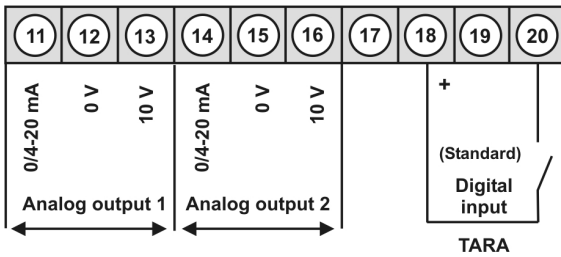 11 12 13 14 15 16 17 18 19 20
0/4-20 mA 0 V 10 V 0/4-20 mA 0 V 10 V +
(Standard)
Digital
input
Analog output 1 Analog output 2
TARA